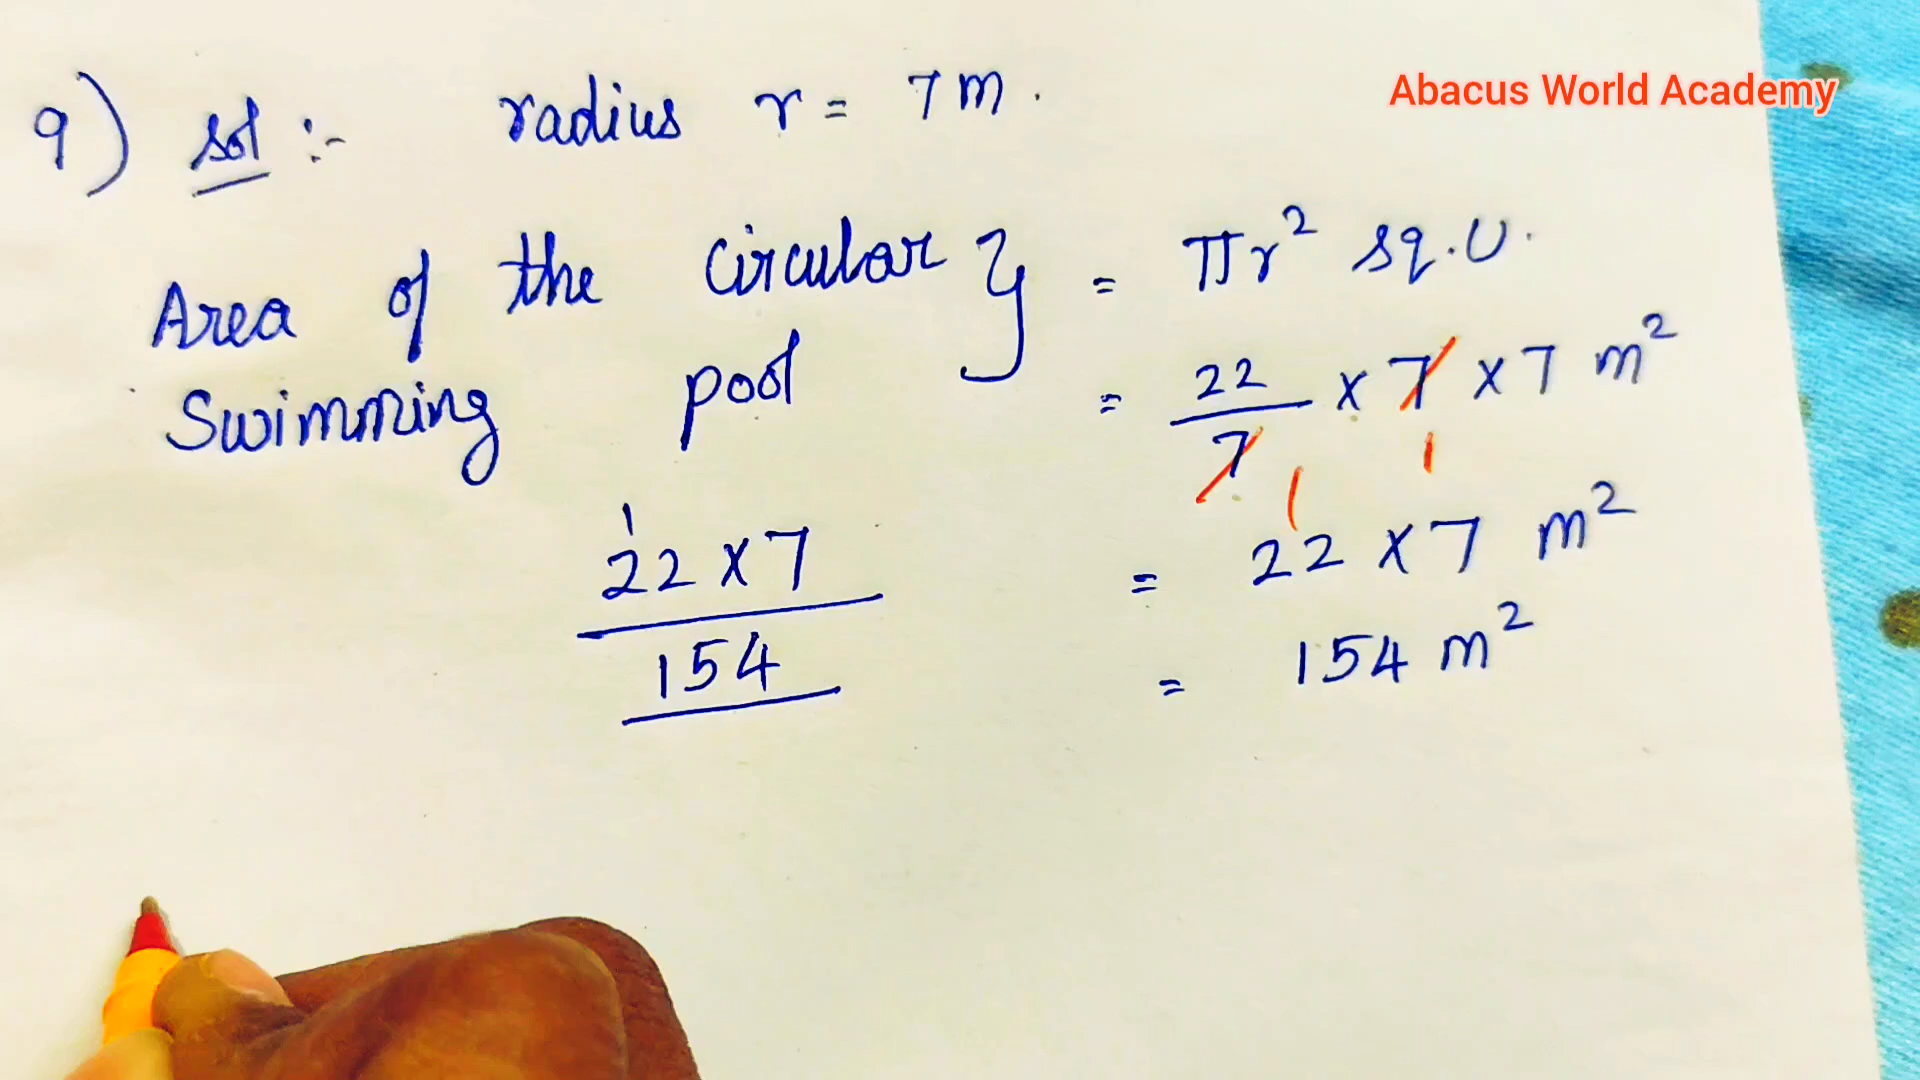 Abacus World Academy
9) Sol :- radius r = 7 m.
Area of the circular } = πr² sq.u.
Swimming pool
= 22/7 x 7 x 7 m²
1 1
= 22 x 7 m²
= 154 m²
1
22 x 7
154